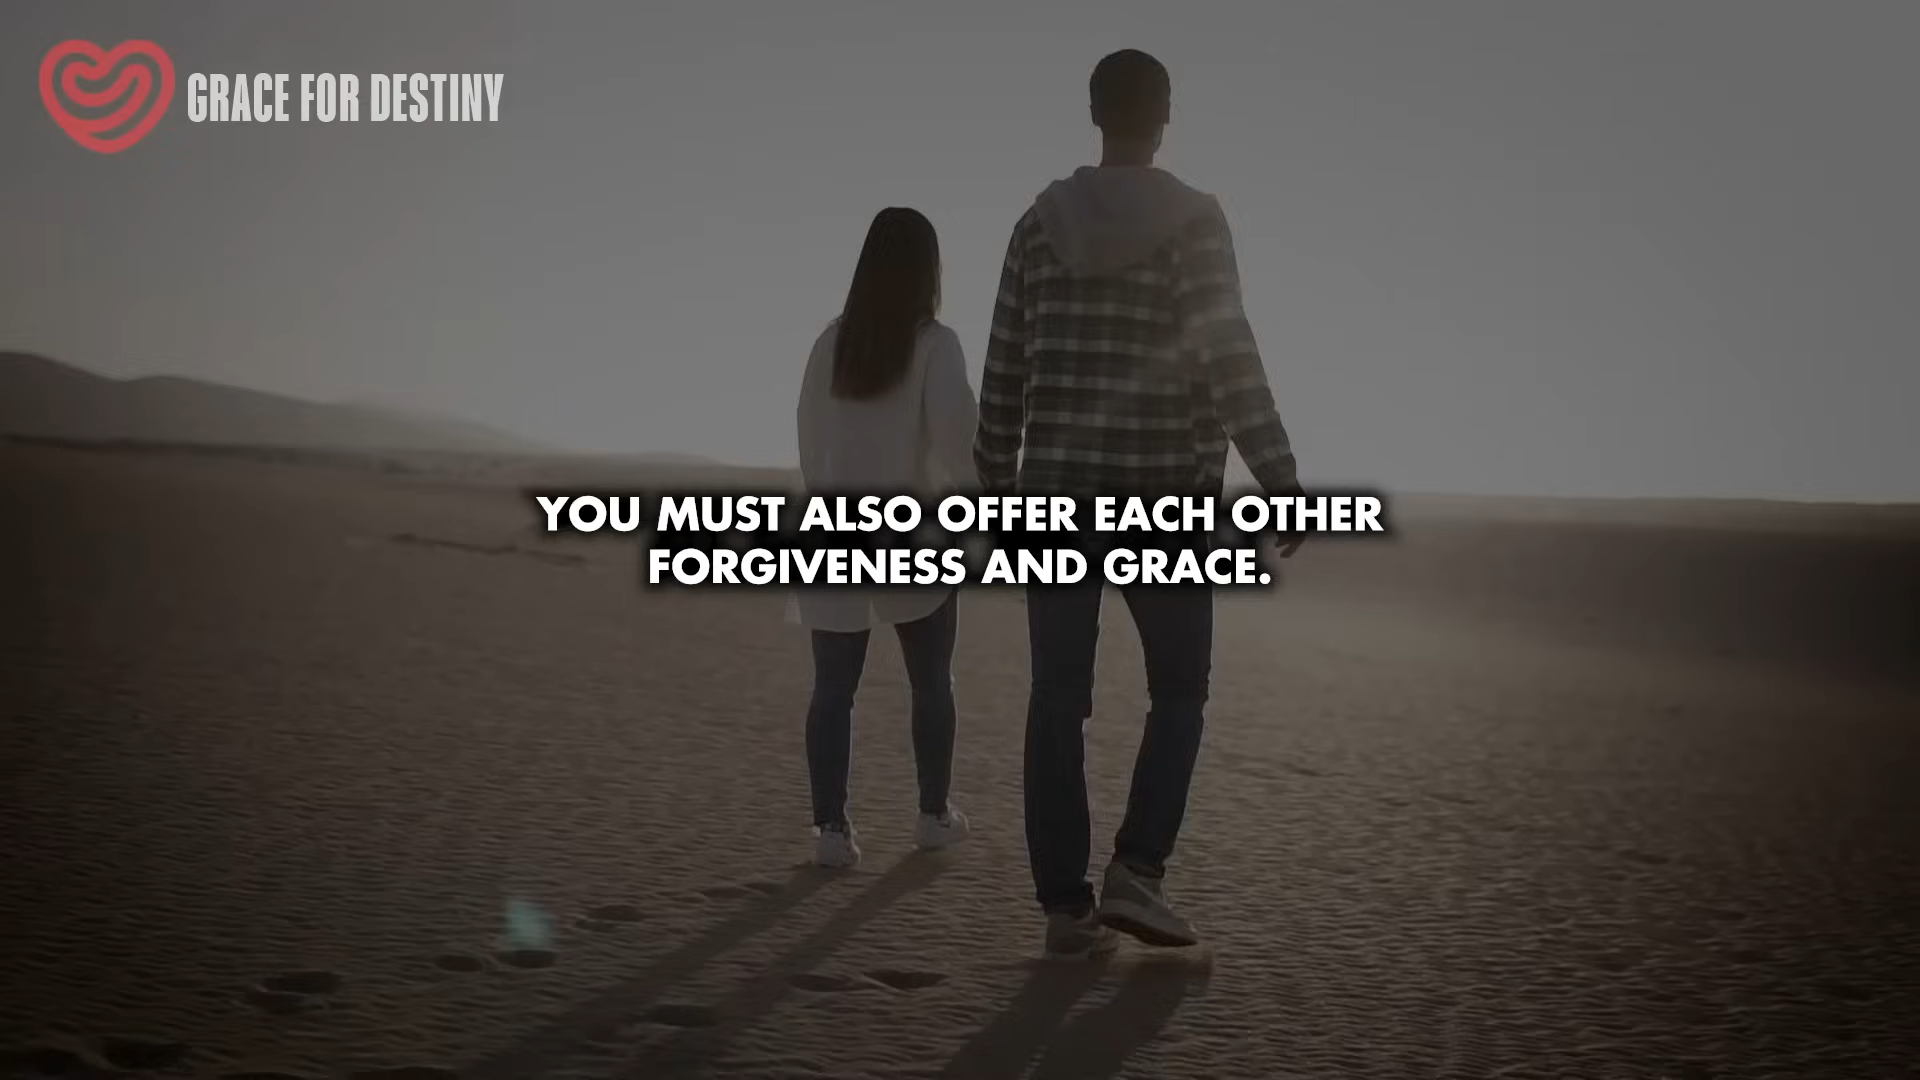 GRACE FOR DESTINY
YOU MUST ALSO OFFER EACH OTHER
FORGIVENESS AND GRACE.